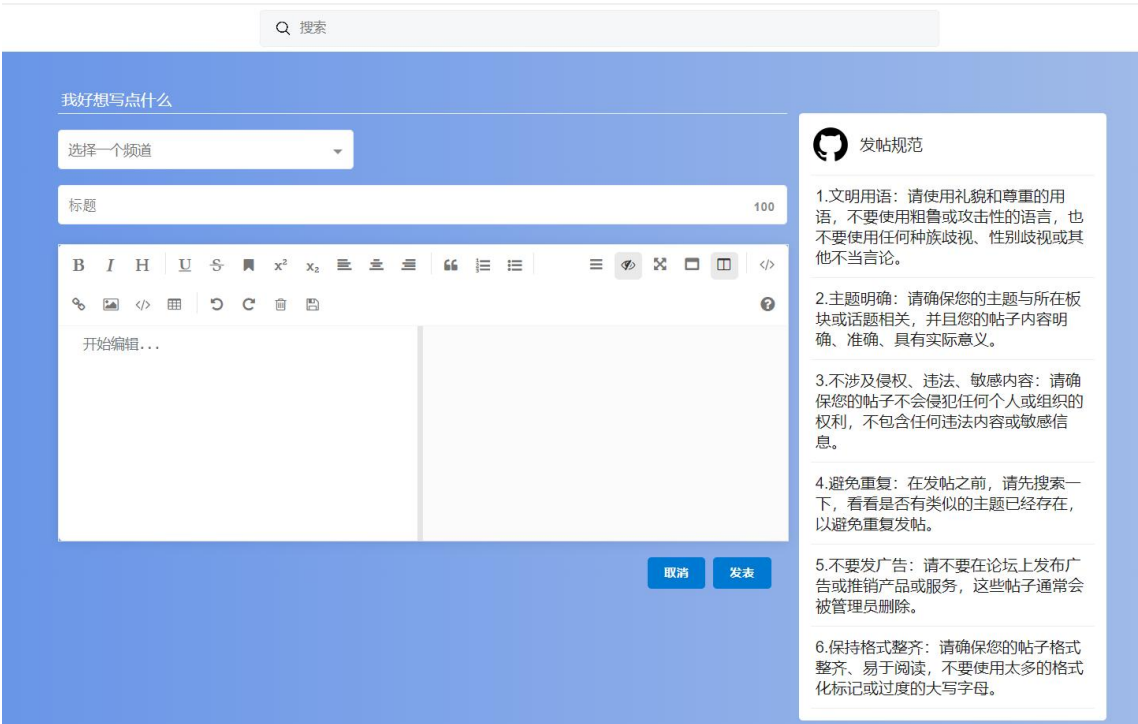 搜索
我好想写点什么
选择一个频道
标题
100
B I H U S x² x₂
开始编辑...
取消 发表
发帖规范
1.文明用语：请使用礼貌和尊重的用
语，不要使用粗鲁或攻击性的语言，也
不要使用任何种族歧视、性别歧视或其
他不当言论。
2.主题明确：请确保您的主题与所在板
块或话题相关，并且您的帖子内容明
确、准确、具有实际意义。
3.不涉及侵权、违法、敏感内容：请确
保您的帖子不会侵犯任何个人或组织的
权利，不包含任何违法内容或敏感信
息。
4.避免重复：在发帖之前，请先搜索一
下，看看是否有类似的主题已经存在，
以避免重复发帖。
5.不要发广告：请不要在论坛上发布广
告或推销产品或服务，这些帖子通常会
被管理员删除。
6.保持格式整齐：请确保您的帖子格式
整齐、易于阅读，不要使用太多的格式
化标记或过度的大写字母。